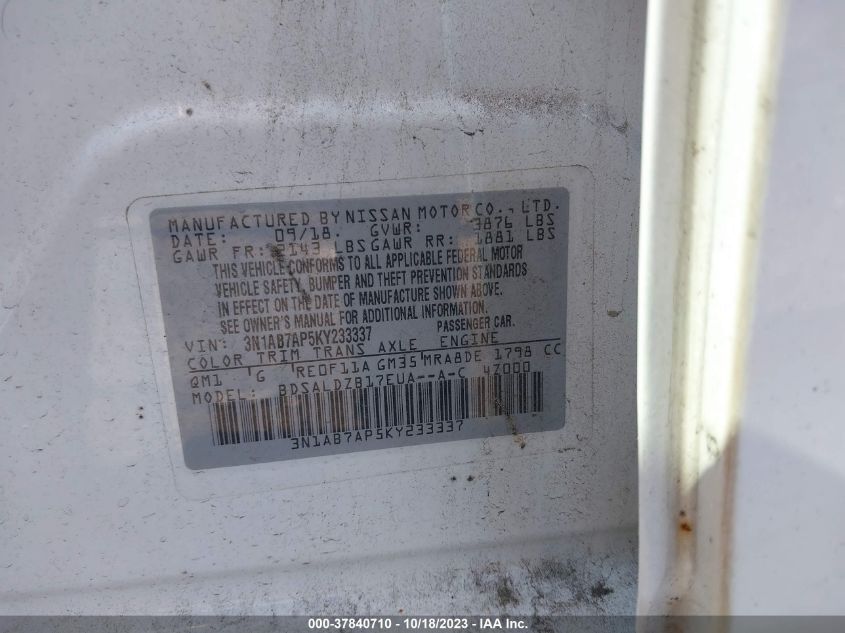 MANUFACTURED BY NISSAN MOTOR CO., LTD.
DATE: 09/18. GVWR: 3876 LBS
GAWR FR: 2143 LBS GAWR RR: 1881 LBS
THIS VEHICLE CONFORMS TO ALL APPLICABLE FEDERAL MOTOR
VEHICLE SAFETY, BUMPER AND THEFT PREVENTION STANDARDS
IN EFFECT ON THE DATE OF MANUFACTURE SHOWN ABOVE.
SEE OWNER'S MANUAL FOR ADDITIONAL INFORMATION.
VIN: 3N1AB7AP5KY233337 PASSENGER CAR.
COLOR TRIM TRANS AXLE ENGINE
QM1 G RE0F11A GM35 MRA8DE 1798 CC
MODEL: BDSALDZB17EUA--A-C 4Z000
3N1AB7AP5KY233337
000-37840710 - 10/18/2023 - IAA Inc.